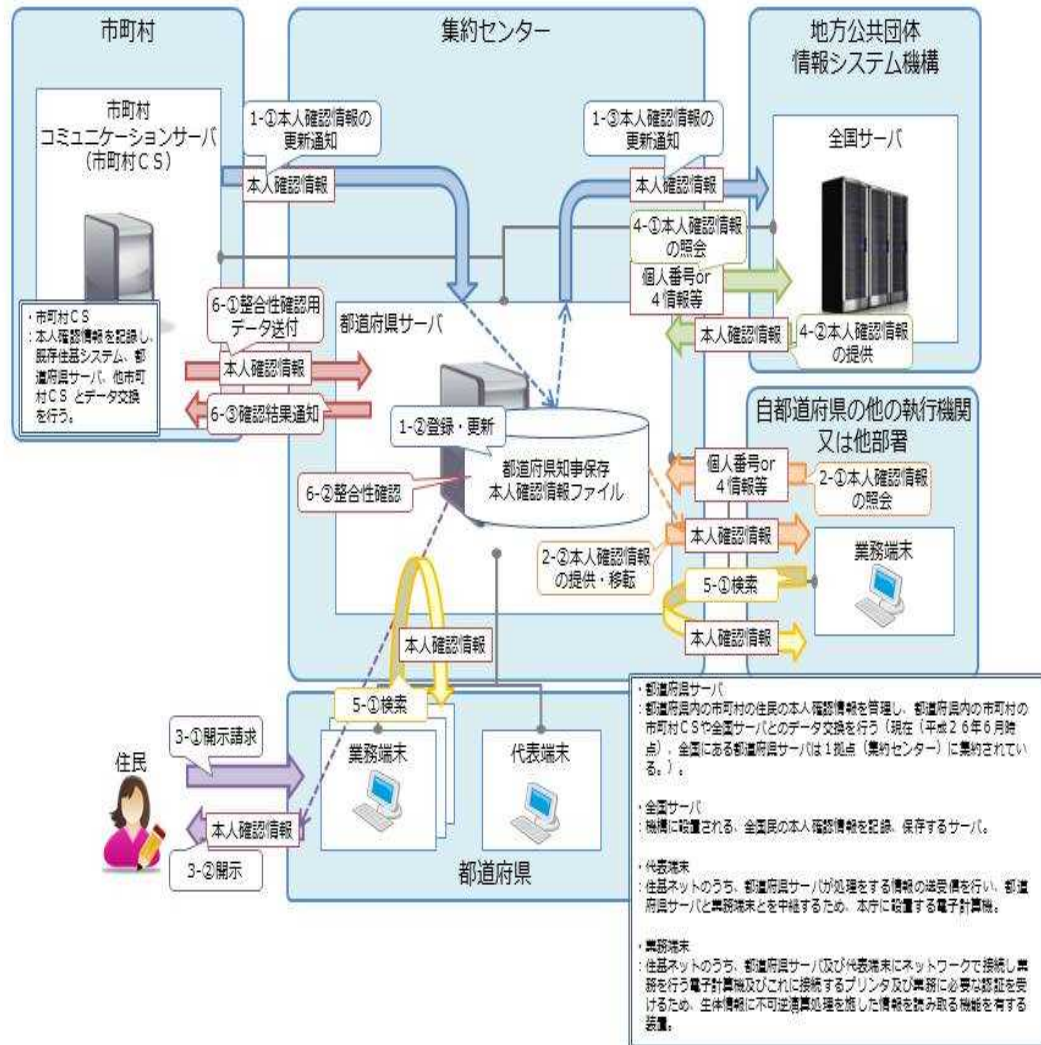 市町村
市町村
コミュニケーションサーバ
（市町村ＣＳ）
・市町村ＣＳ
：本人確認情報を記録し、
既存住基システム、都
道府県サーバ、他市町
村ＣＳ とデータ交換
を行う。
集約センター
1-①本人確認情報の
更新通知
本人確認情報
1-③本人確認情報の
更新通知
本人確認情報
4-①本人確認情報
の照会
個人番号or
4情報等
本人確認情報
4-②本人確認情報
の提供
地方公共団体
情報システム機構
全国サーバ
6-①整合性確認用
データ送付
本人確認情報
6-③確認結果通知
都道府県サーバ
1-②登録・更新
6-②整合性確認
都道府県知事保存
本人確認情報ファイル
自都道府県の他の執行機関
又は他部署
個人番号or
4情報等
2-①本人確認情報
の照会
本人確認情報
2-②本人確認情報
の提供・移転
業務端末
5-①検索
本人確認情報
本人確認情報
5-①検索
住民
3-①開示請求
本人確認情報
3-②開示
業務端末
代表端末
都道府県
・都道府県サーバ
：都道府県内の市町村の住民の本人確認情報を管理し、都道府県内の市町村の
市町村ＣＳや全国サーバとのデータ交換を行う（現在（平成２６年６月時
点）、全国にある都道府県サーバは１拠点（集約センター）に集約されてい
る。）。
・全国サーバ
：機構に設置される、全国民の本人確認情報を記録、保存するサーバ。
・代表端末
：住基ネットのうち、都道府県サーバが処理をする情報の送受信を行い、都道
府県サーバと業務端末とを中継するため、本庁に設置する電子計算機。
・業務端末
：住基ネットのうち、都道府県サーバ及び代表端末にネットワークで接続し業
務を行う電子計算機及びこれに接続するプリンタ及び業務に必要な認証を受
けるため、生体情報に不可逆演算処理を施した情報を読み取る機能を有する
装置。